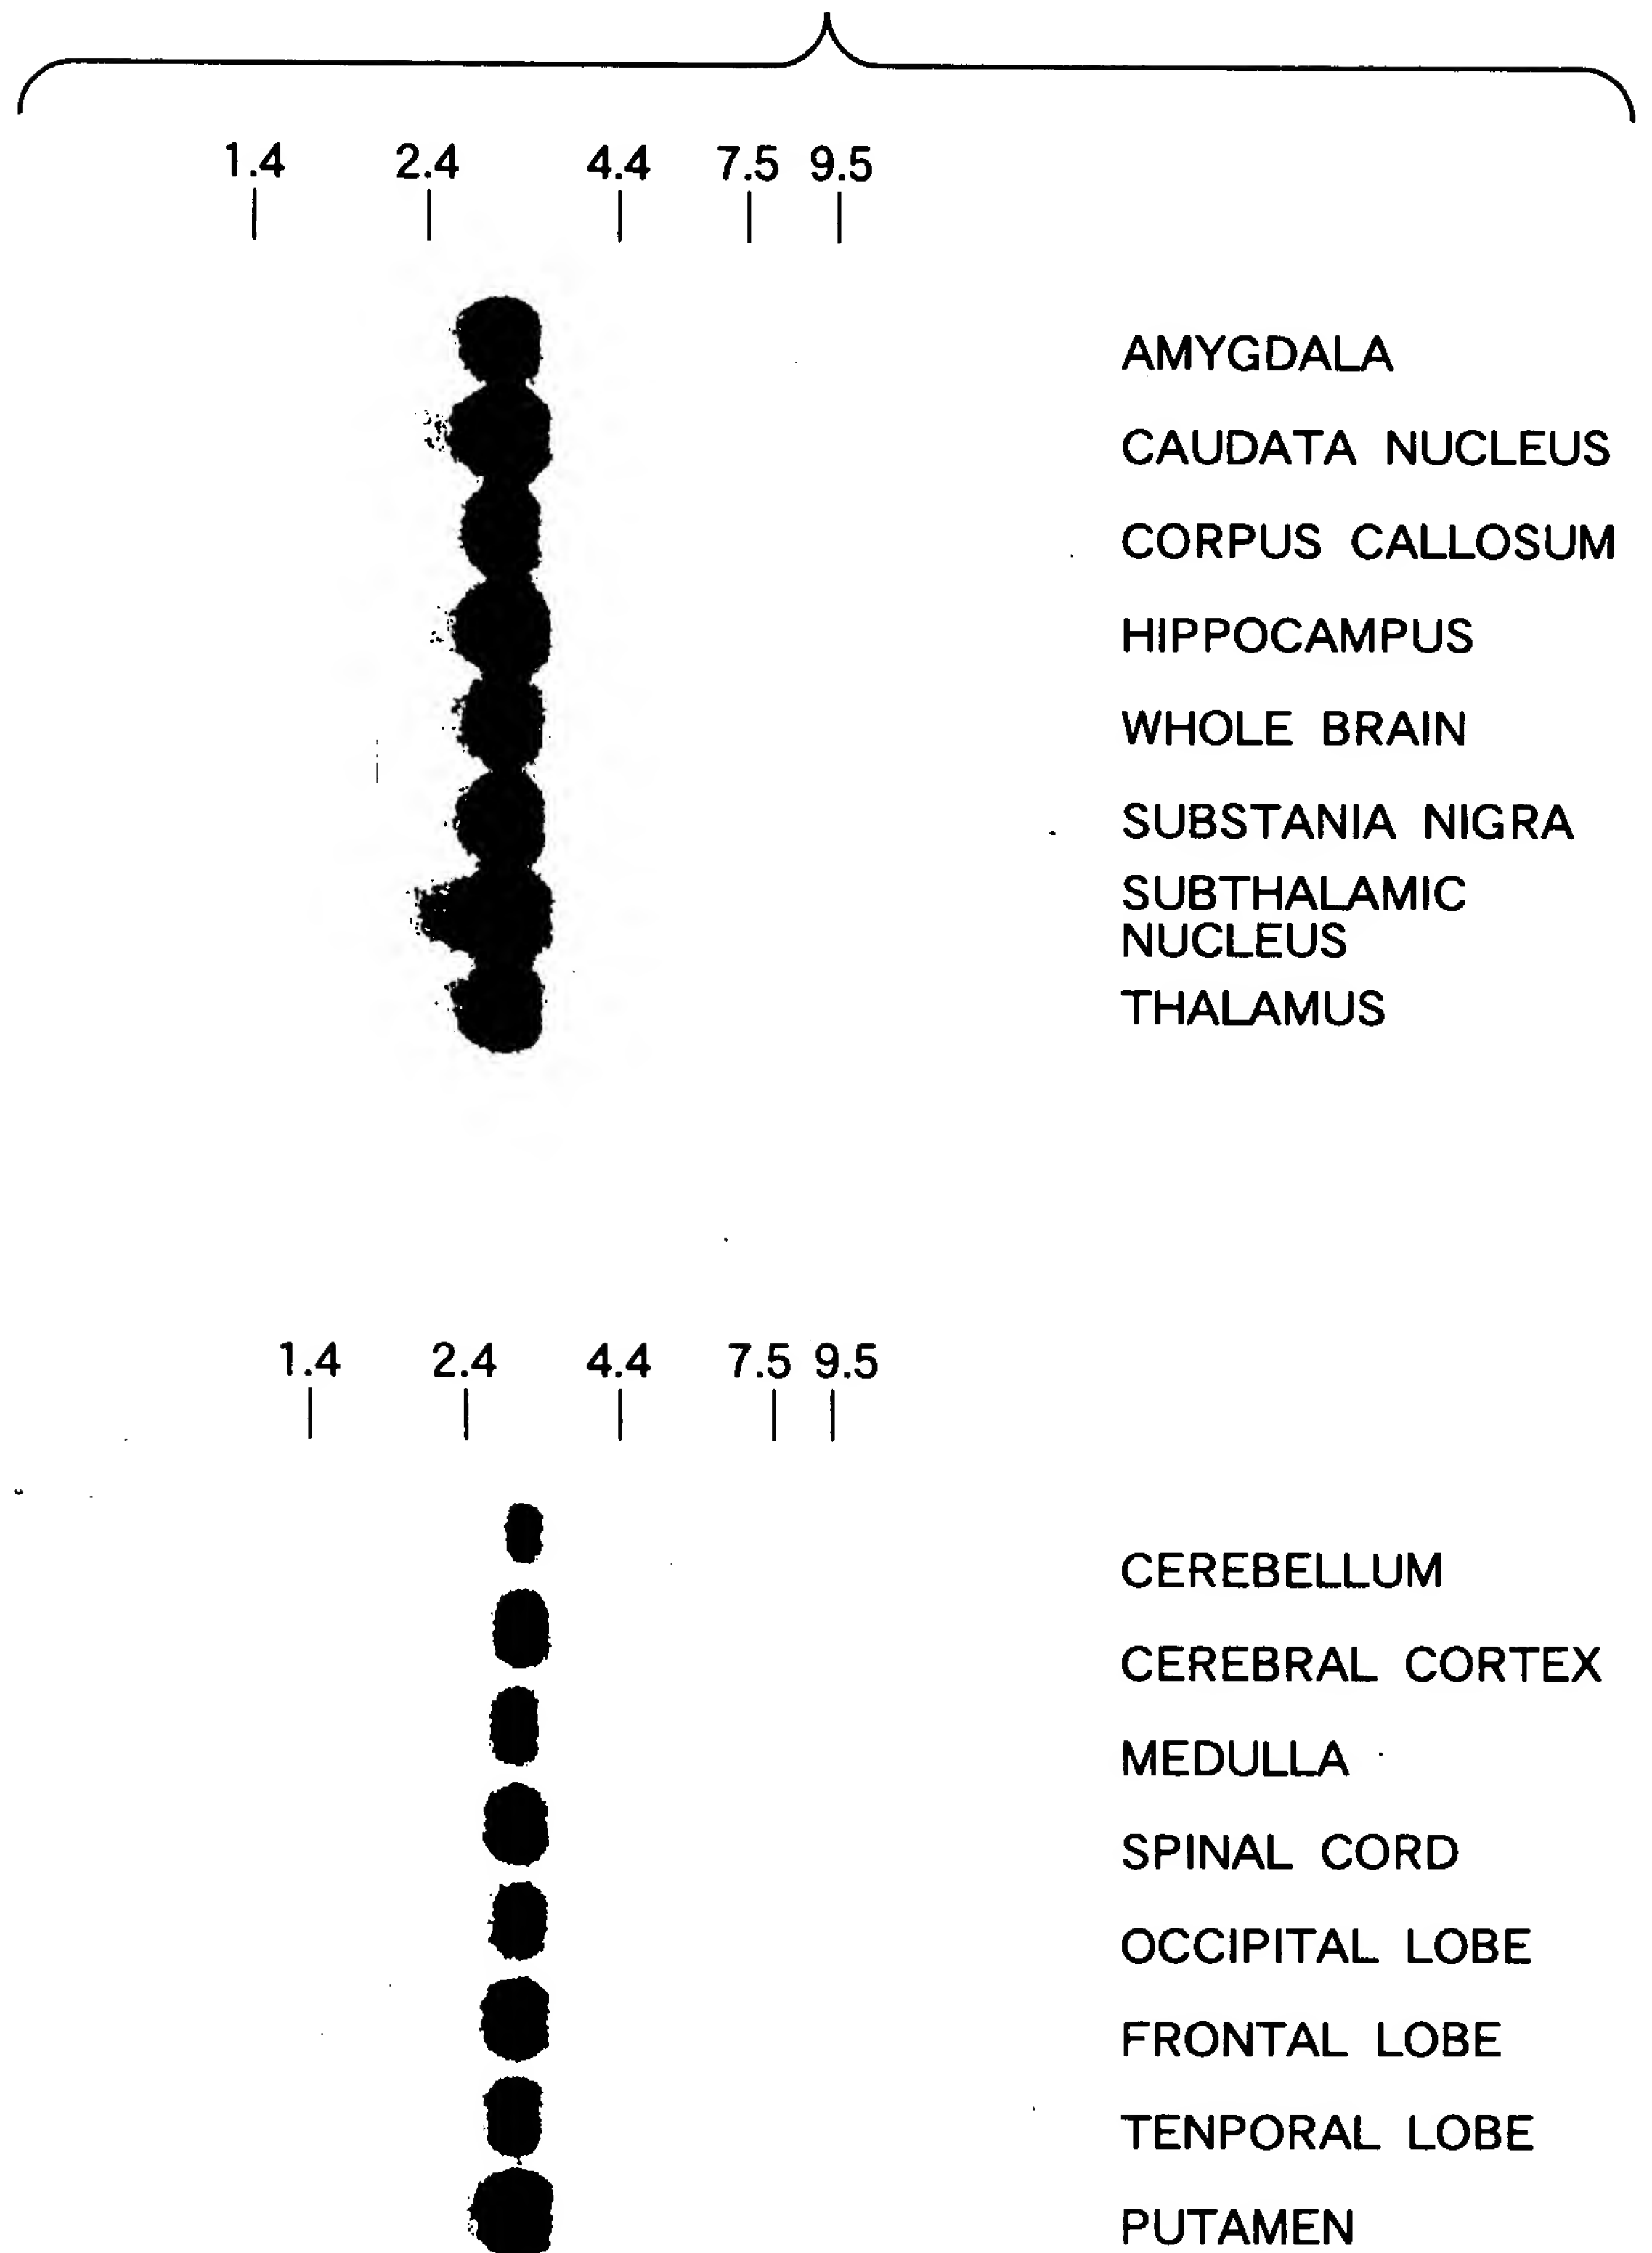 1.4 2.4 4.4 7.5 9.5
AMYGDALA
CAUDATA NUCLEUS
CORPUS CALLOSUM
HIPPOCAMPUS
WHOLE BRAIN
SUBSTANIA NIGRA
SUBTHALAMIC
NUCLEUS
THALAMUS
1.4 2.4 4.4 7.5 9.5
CEREBELLUM
CEREBRAL CORTEX
MEDULLA
SPINAL CORD
OCCIPITAL LOBE
FRONTAL LOBE
TENPORAL LOBE
PUTAMEN